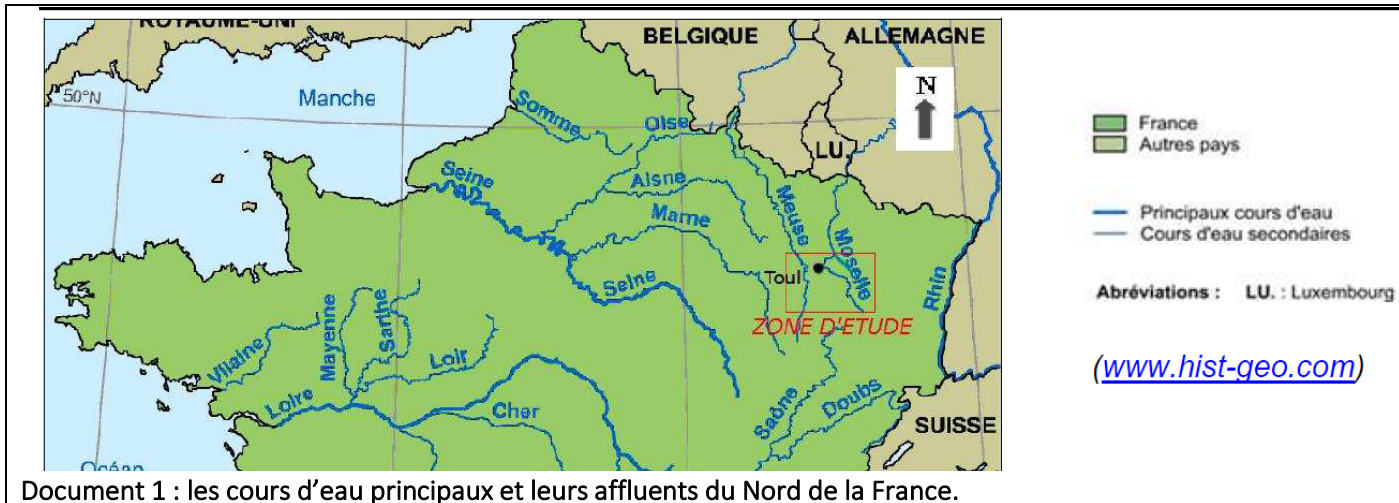 ROYAUME-UNI
BELGIQUE
ALLEMAGNE
50°N
Manche
N
Somme
Oise
LU.
Seine
Aisne
Meuse
Marne
Moselle
Toul
Seine
Rhin
ZONE D'ETUDE
Mayenne
Sarthe
Vilaine
Loir
Loire
Cher
Saône
Doubs
SUISSE
Océan
France
Autres pays
Principaux cours d'eau
Cours d'eau secondaires
Abréviations : LU. : Luxembourg
(www.hist-geo.com)
Document 1 : les cours d'eau principaux et leurs affluents du Nord de la France.